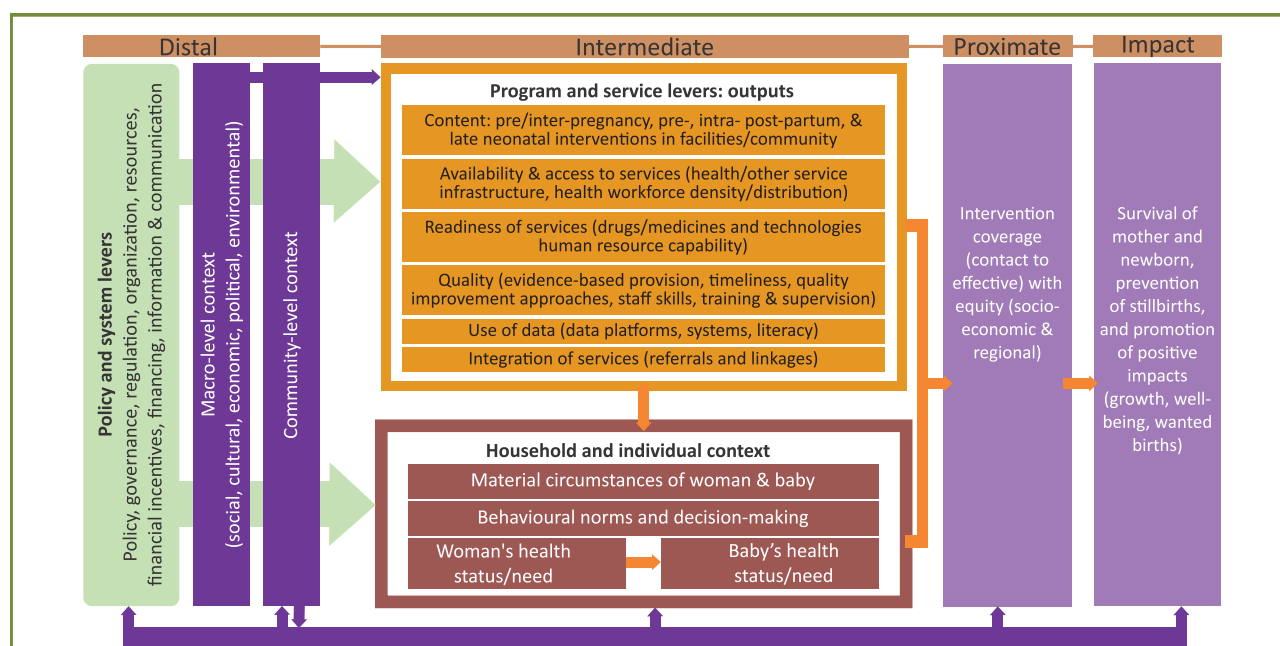 Distal
Intermediate
Proximate
Impact
Policy and system levers
Policy, governance, regulation, organization, resources,
financial incentives, financing, information & communication
Macro-level context
(social, cultural, economic, political, environmental)
Community-level context
Program and service levers: outputs
Content: pre/inter-pregnancy, pre-, intra- post-partum, &
late neonatal interventions in facilities/community
Availability & access to services (health/other service
infrastructure, health workforce density/distribution)
Readiness of services (drugs/medicines and technologies
human resource capability)
Quality (evidence-based provision, timeliness, quality
improvement approaches, staff skills, training & supervision)
Use of data (data platforms, systems, literacy)
Integration of services (referrals and linkages)
Household and individual context
Material circumstances of woman & baby
Behavioural norms and decision-making
Woman's health
status/need
Baby’s health
status/need
Intervention
coverage
(contact to
effective) with
equity (socio-
economic &
regional)
Survival of
mother and
newborn,
prevention
of stillbirths,
and promotion
of positive
impacts
(growth, well-
being, wanted
births)